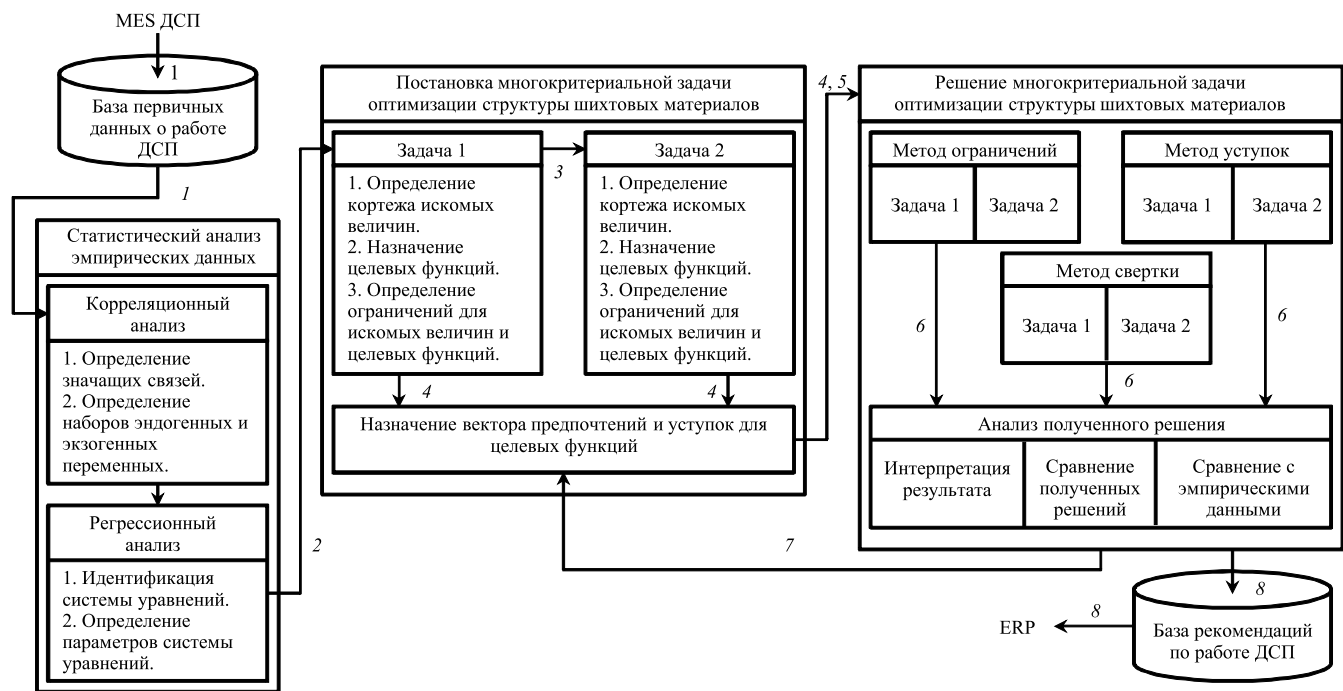 MES ДСП
1
База первичных
данных о работе
ДСП
1
Статистический анализ
эмпирических данных
Корреляционный
анализ
1. Определение
значащих связей.
2. Определение
наборов эндогенных и
экзогенных
переменных.
Регрессионный
анализ
1. Идентификация
системы уравнений.
2. Определение
параметров системы
уравнений.
2
Постановка многокритериальной задачи
оптимизации структуры шихтовых материалов
Задача 1
1. Определение
кортежа искомых
величин.
2. Назначение
целевых функций.
3. Определение
ограничений для
искомых величин и
целевых функций.
3
Задача 2
1. Определение
кортежа искомых
величин.
2. Назначение
целевых функций.
3. Определение
ограничений для
искомых величин и
целевых функций.
4
4
Назначение вектора предпочтений и уступок для
целевых функций
4, 5
Решение многокритериальной задачи
оптимизации структуры шихтовых материалов
Метод ограничений
Задача 1
Задача 2
Метод уступок
Задача 1
Задача 2
Метод свертки
Задача 1
Задача 2
6
6
6
Анализ полученного решения
Интерпретация
результата
Сравнение
полученных
решений
Сравнение с
эмпирическими
данными
7
8
База рекомендаций
по работе ДСП
8
ERP